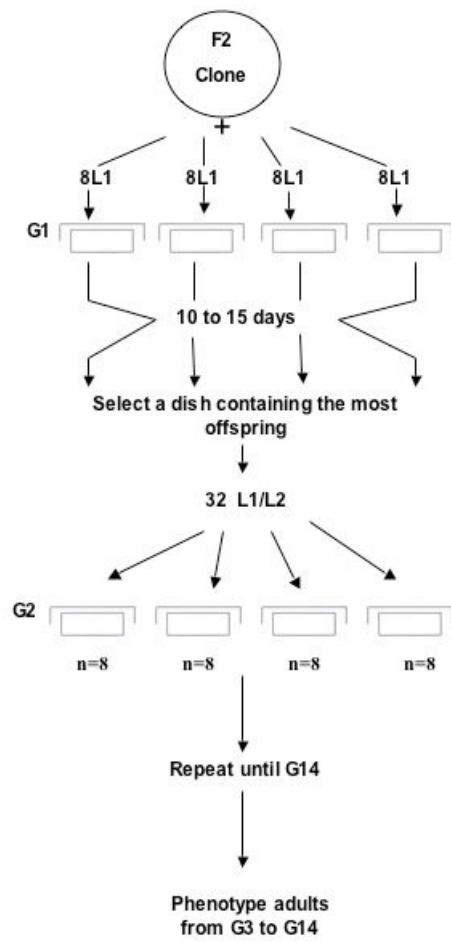 F2
Clone
+
8L1 8L1 8L1 8L1
G1
10 to 15 days
Select a dish containing the most
offspring
32 L1/L2
G2
n=8 n=8 n=8 n=8
Repeat until G14
Phenotype adults
from G3 to G14